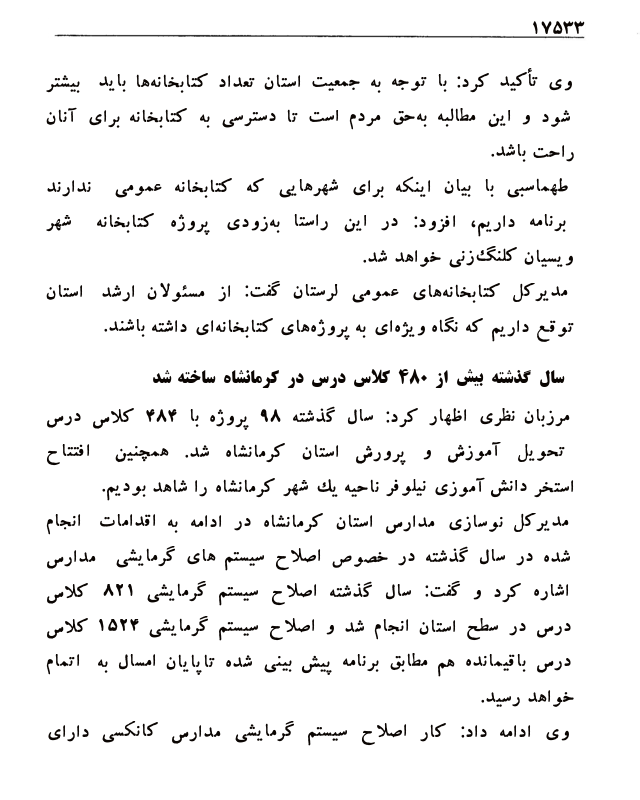 ۱۷۵۳۳
وی تأکید کرد: با توجه به جمعیت استان تعداد کتابخانه‌ها باید بیشتر
شود و این مطالبه به‌حق مردم است تا دسترسی به کتابخانه برای آنان
راحت باشد.
طهماسبی با بیان اینکه برای شهرهایی که کتابخانه عمومی ندارند
برنامه داریم، افزود: در این راستا به‌زودی پروژه کتابخانه شهر
ویسیان کلنگ‌زنی خواهد شد.
مدیرکل کتابخانه‌های عمومی لرستان گفت: از مسئولان ارشد استان
توقع داریم که نگاه ویژه‌ای به پروژه‌های کتابخانه‌ای داشته باشند.
سال گذشته بیش از ۴۸۰ کلاس درس در کرمانشاه ساخته شد
مرزبان نظری اظهار کرد: سال گذشته ۹۸ پروژه با ۴۸۴ کلاس درس
تحویل آموزش و پرورش استان کرمانشاه شد. همچنین افتتاح
استخر دانش آموزی نیلوفر ناحیه یك شهر کرمانشاه را شاهد بودیم.
مدیرکل نوسازی مدارس استان کرمانشاه در ادامه به اقدامات انجام
شده در سال گذشته در خصوص اصلاح سیستم های گرمایشی مدارس
اشاره کرد و گفت: سال گذشته اصلاح سیستم گرمایشی ۸۲۱ کلاس
درس در سطح استان انجام شد و اصلاح سیستم گرمایشی ۱۵۲۴ کلاس
درس باقیمانده هم مطابق برنامه پیش بینی شده تاپایان امسال به اتمام
خواهد رسید.
وی ادامه داد: کار اصلاح سیستم گرمایشی مدارس کانکسی دارای